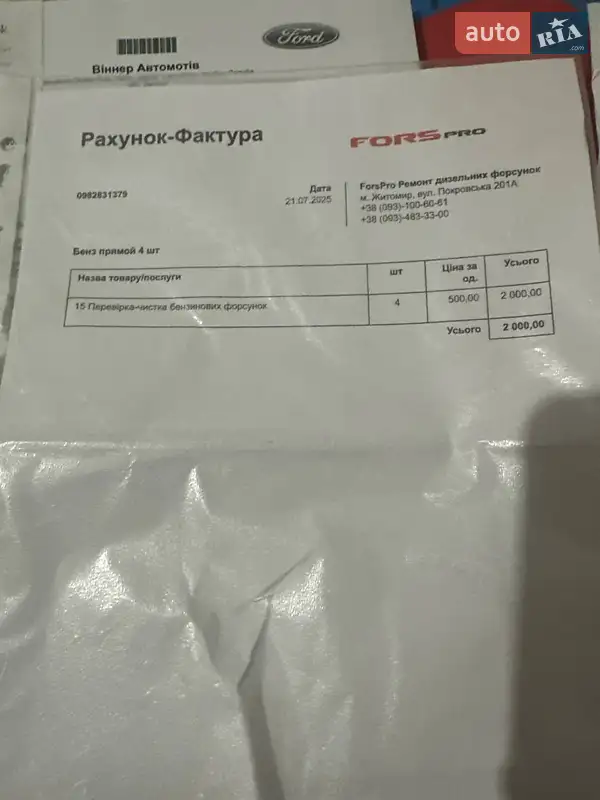 auto RIA .com
Ford
Віннер Автомотів
Рахунок-Фактура
FORS PRO
0992831379
Дата
21.07.2025
ForsPro Ремонт дизельних форсунок
м. Житомир, вул. Покровська 201А
+38 (093)-100-60-61
+38 (093)-483-33-00
Бенз прямой 4 шт
Назва товару/послуги шт Ціна за од. Усього
15 Перевірка-чистка бензинових форсунок 4 500,00 2 000,00
Усього 2 000,00